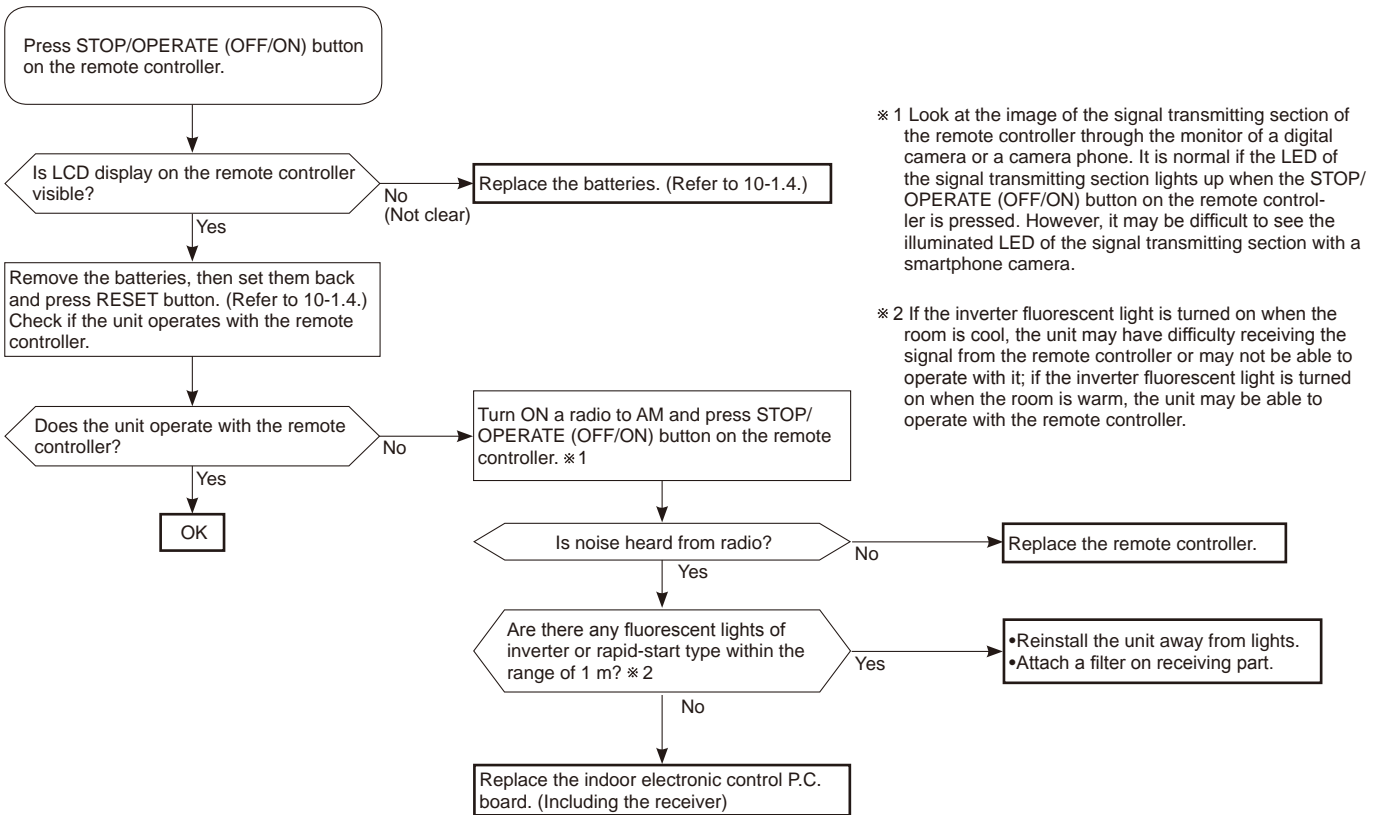 Press STOP/OPERATE (OFF/ON) button
on the remote controller.
Is LCD display on the remote controller
visible?
No
(Not clear)
Replace the batteries. (Refer to 10-1.4.)
Yes
Remove the batteries, then set them back
and press RESET button. (Refer to 10-1.4.)
Check if the unit operates with the remote
controller.
Does the unit operate with the remote
controller?
No
Yes
OK
Turn ON a radio to AM and press STOP/
OPERATE (OFF/ON) button on the remote
controller. ※1
Is noise heard from radio?
No
Replace the remote controller.
Yes
Are there any fluorescent lights of
inverter or rapid-start type within the
range of 1 m? ※2
Yes
•Reinstall the unit away from lights.
•Attach a filter on receiving part.
No
Replace the indoor electronic control P.C.
board. (Including the receiver)
※1 Look at the image of the signal transmitting section of
the remote controller through the monitor of a digital
camera or a camera phone. It is normal if the LED of
the signal transmitting section lights up when the STOP/
OPERATE (OFF/ON) button on the remote control-
ler is pressed. However, it may be difficult to see the
illuminated LED of the signal transmitting section with a
smartphone camera.
※2 If the inverter fluorescent light is turned on when the
room is cool, the unit may have difficulty receiving the
signal from the remote controller or may not be able to
operate with it; if the inverter fluorescent light is turned
on when the room is warm, the unit may be able to
operate with the remote controller.